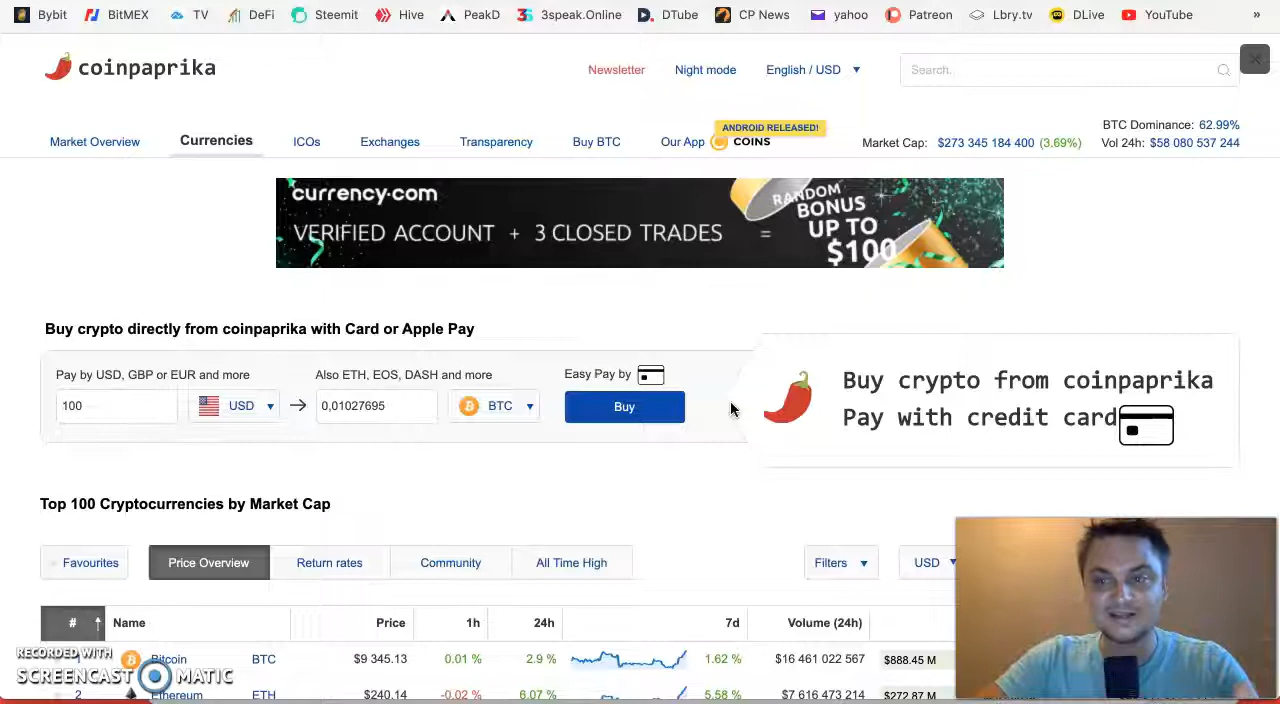 Bybit BitMEX TV DeFi Steemit Hive PeakD 3speak.Online DTube CP News yahoo Patreon Lbry.tv DLive YouTube »
coinpaprika
Newsletter Night mode English / USD Search.
ANDROID RELEASED!
Market Overview Currencies ICOs Exchanges Transparency Buy BTC Our App COINS
BTC Dominance: 62.99%
Market Cap: $273 345 184 400 (3.69%) Vol 24h: $58 080 537 244
currency.com
VERIFIED ACCOUNT + 3 CLOSED TRADES =
RANDOM
BONUS
UP TO
$100
Buy crypto directly from coinpaprika with Card or Apple Pay
Pay by USD, GBP or EUR and more Also ETH, EOS, DASH and more Easy Pay by
100 USD 0,01027695 BTC Buy
Buy crypto from coinpaprika
Pay with credit card
Top 100 Cryptocurrencies by Market Cap
Favourites Price Overview Return rates Community All Time High Filters USD
# Name Price 1h 24h 7d Volume (24h)
1 Bitcoin BTC $9 345.13 0.01 % 2.9 % 1.62 % $16 461 022 567 $888.45 M
2 Ethereum ETH $240.14 -0.02 % 6.07 % 5.58 % $7 616 473 214 $272.87 M
RECORDED WITH
SCREENCAST MATIC